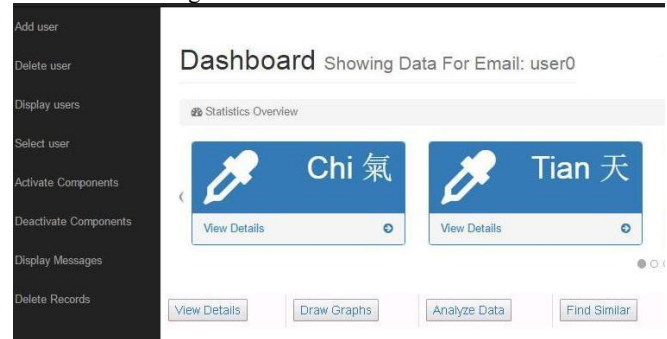 Add user
Delete user
Display users
Select user
Activate Components
Deactivate Components
Display Messages
Delete Records
Dashboard Showing Data For Email: user0
Statistics Overview
Chi 氣
View Details
Tian 天
View Details
View Details
Draw Graphs
Analyze Data
Find Similar